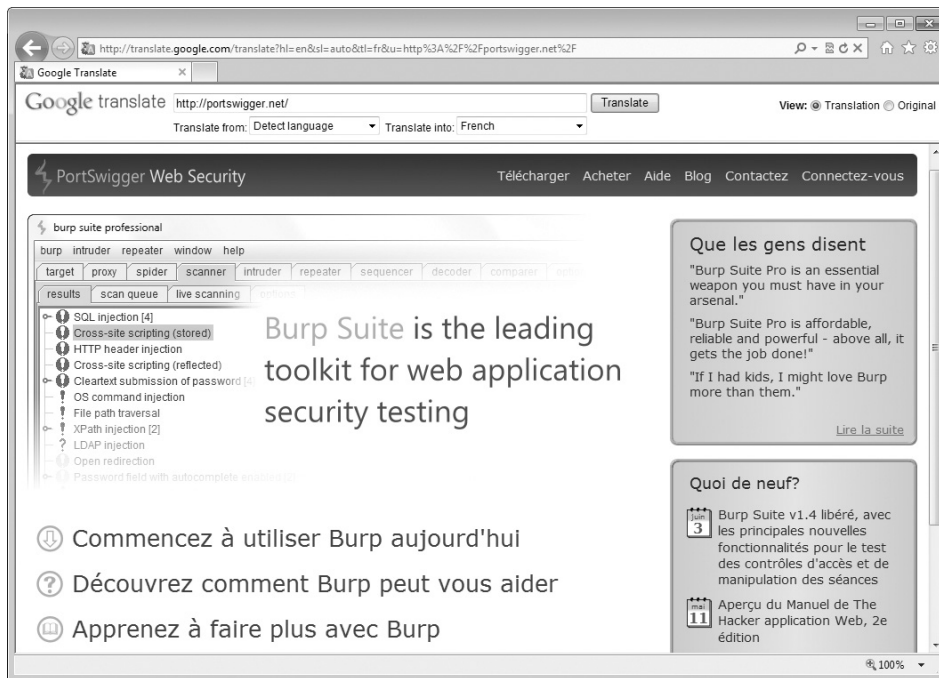 http://translate.google.com/translate?hl=en&sl=auto&tl=fr&u=http%3A%2F%2Fportswigger.net%2F
Google Translate
Google translate http://portswigger.net/ Translate View: Translation Original
Translate from: Detect language Translate into: French
PortSwigger Web Security Télécharger Acheter Aide Blog Contactez Connectez-vous
burp suite professional
burp intruder repeater window help
target proxy spider scanner intruder repeater sequencer decoder comparer
results scan queue live scanning options
SQL injection [4]
Cross-site scripting (stored)
HTTP header injection
Cross-site scripting (reflected)
Cleartext submission of password [4]
OS command injection
File path traversal
XPath injection [2]
LDAP injection
Open redirection
Password field with autocomplete enabled
Burp Suite is the leading
toolkit for web application
security testing
Que les gens disent
"Burp Suite Pro is an essential
weapon you must have in your
arsenal."
"Burp Suite Pro is affordable,
reliable and powerful - above all, it
gets the job done!"
"If I had kids, I might love Burp
more than them."
Lire la suite
Commencez à utiliser Burp aujourd'hui
Découvrez comment Burp peut vous aider
Apprenez à faire plus avec Burp
Quoi de neuf?
juin
3
Burp Suite v1.4 libéré, avec
les principales nouvelles
fonctionnalités pour le test
des contrôles d'accès et de
manipulation des séances
mai
11
Aperçu du Manuel de The
Hacker application Web, 2e
édition
100%